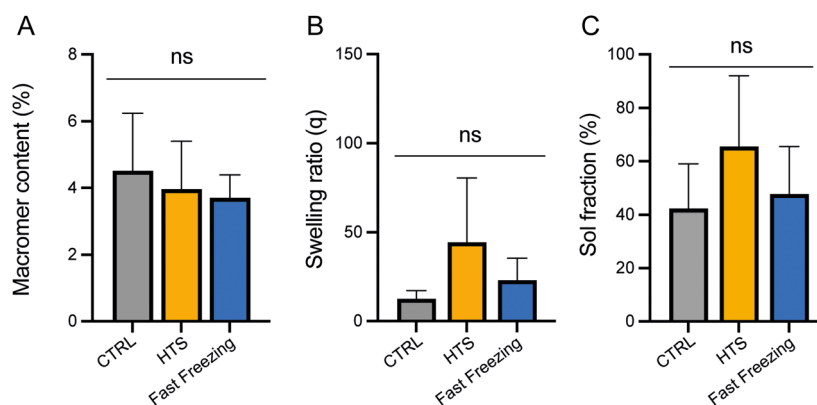 A
Macromer content (%)
8
6
4
2
0
ns
CTRL
HTS
Fast Freezing
B
Swelling ratio (q)
150
100
50
0
ns
CTRL
HTS
Fast Freezing
C
Sol fraction (%)
100
80
60
40
20
0
ns
CTRL
HTS
Fast Freezing